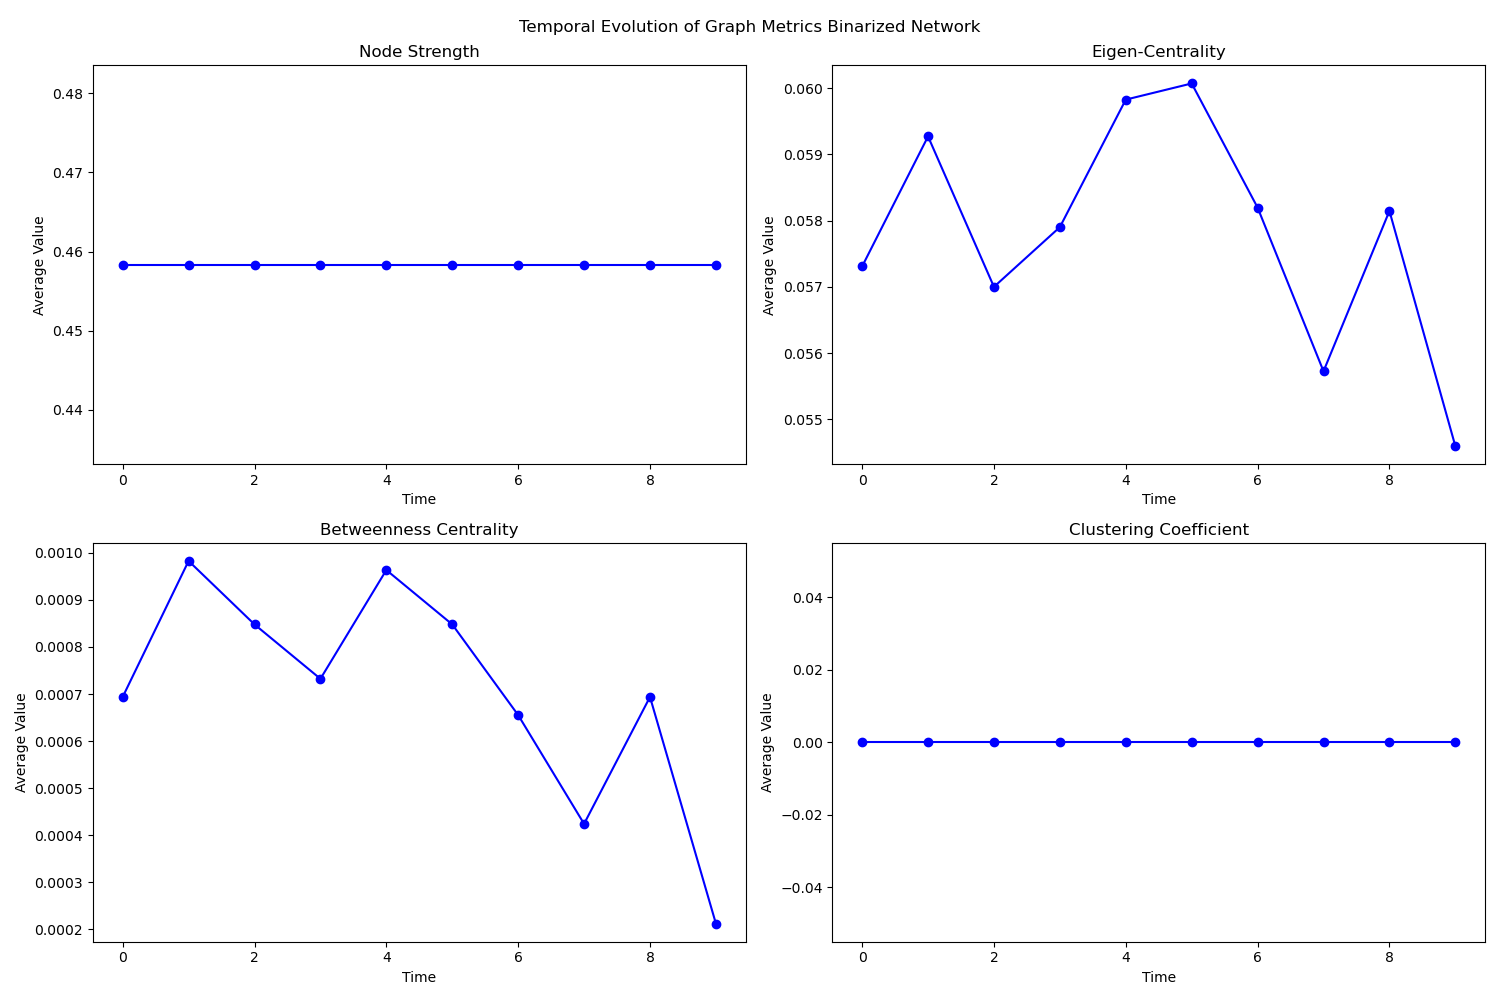 Temporal Evolution of Graph Metrics Binarized Network
Node Strength
0.48
0.47
0.46
0.45
0.44
Average Value
0 2 4 6 8
Time
Eigen-Centrality
0.060
0.059
0.058
0.057
0.056
0.055
Average Value
0 2 4 6 8
Time
Betweenness Centrality
0.0010
0.0009
0.0008
0.0007
0.0006
0.0005
0.0004
0.0003
0.0002
Average Value
0 2 4 6 8
Time
Clustering Coefficient
0.04
0.02
0.00
−0.02
−0.04
Average Value
0 2 4 6 8
Time